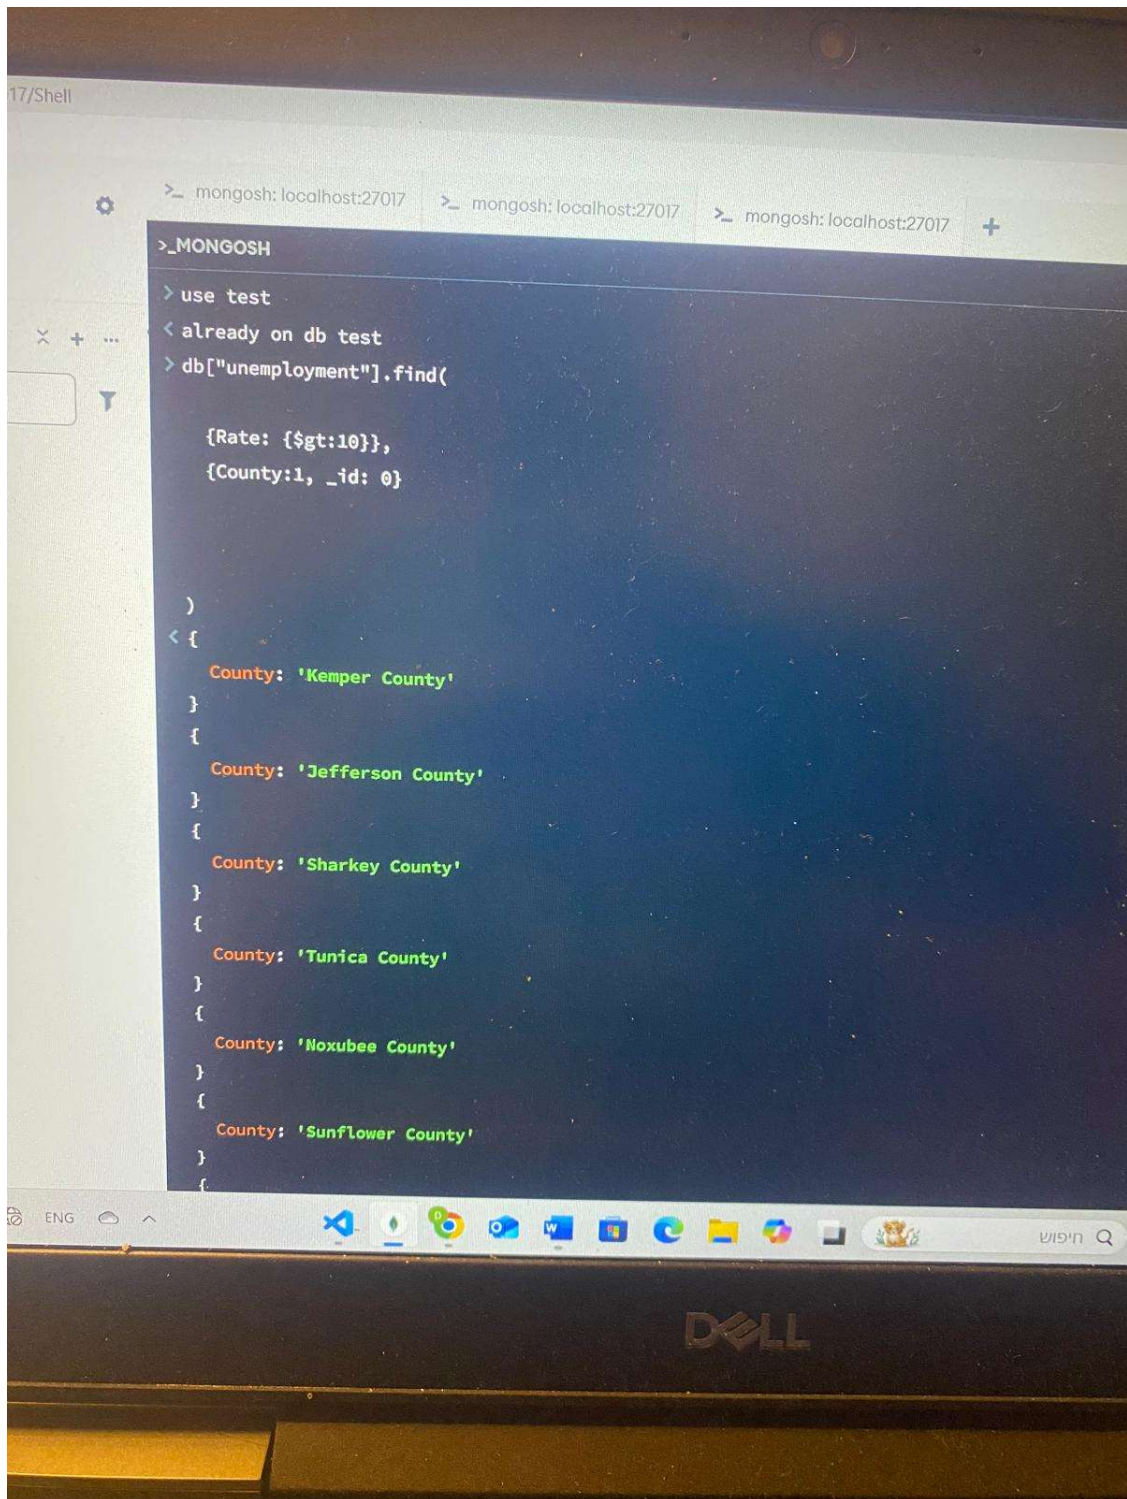 17/Shell
>_ mongosh: localhost:27017 >_ mongosh: localhost:27017 >_ mongosh: localhost:27017 +
>_MONGOSH
> use test
< already on db test
> db["unemployment"].find(
{Rate: {$gt:10}},
{County:1, _id: 0}
)
< {
County: 'Kemper County'
}
{
County: 'Jefferson County'
}
{
County: 'Sharkey County'
}
{
County: 'Tunica County'
}
{
County: 'Noxubee County'
}
{
County: 'Sunflower County'
}
{
ENG
חיפוש
DELL